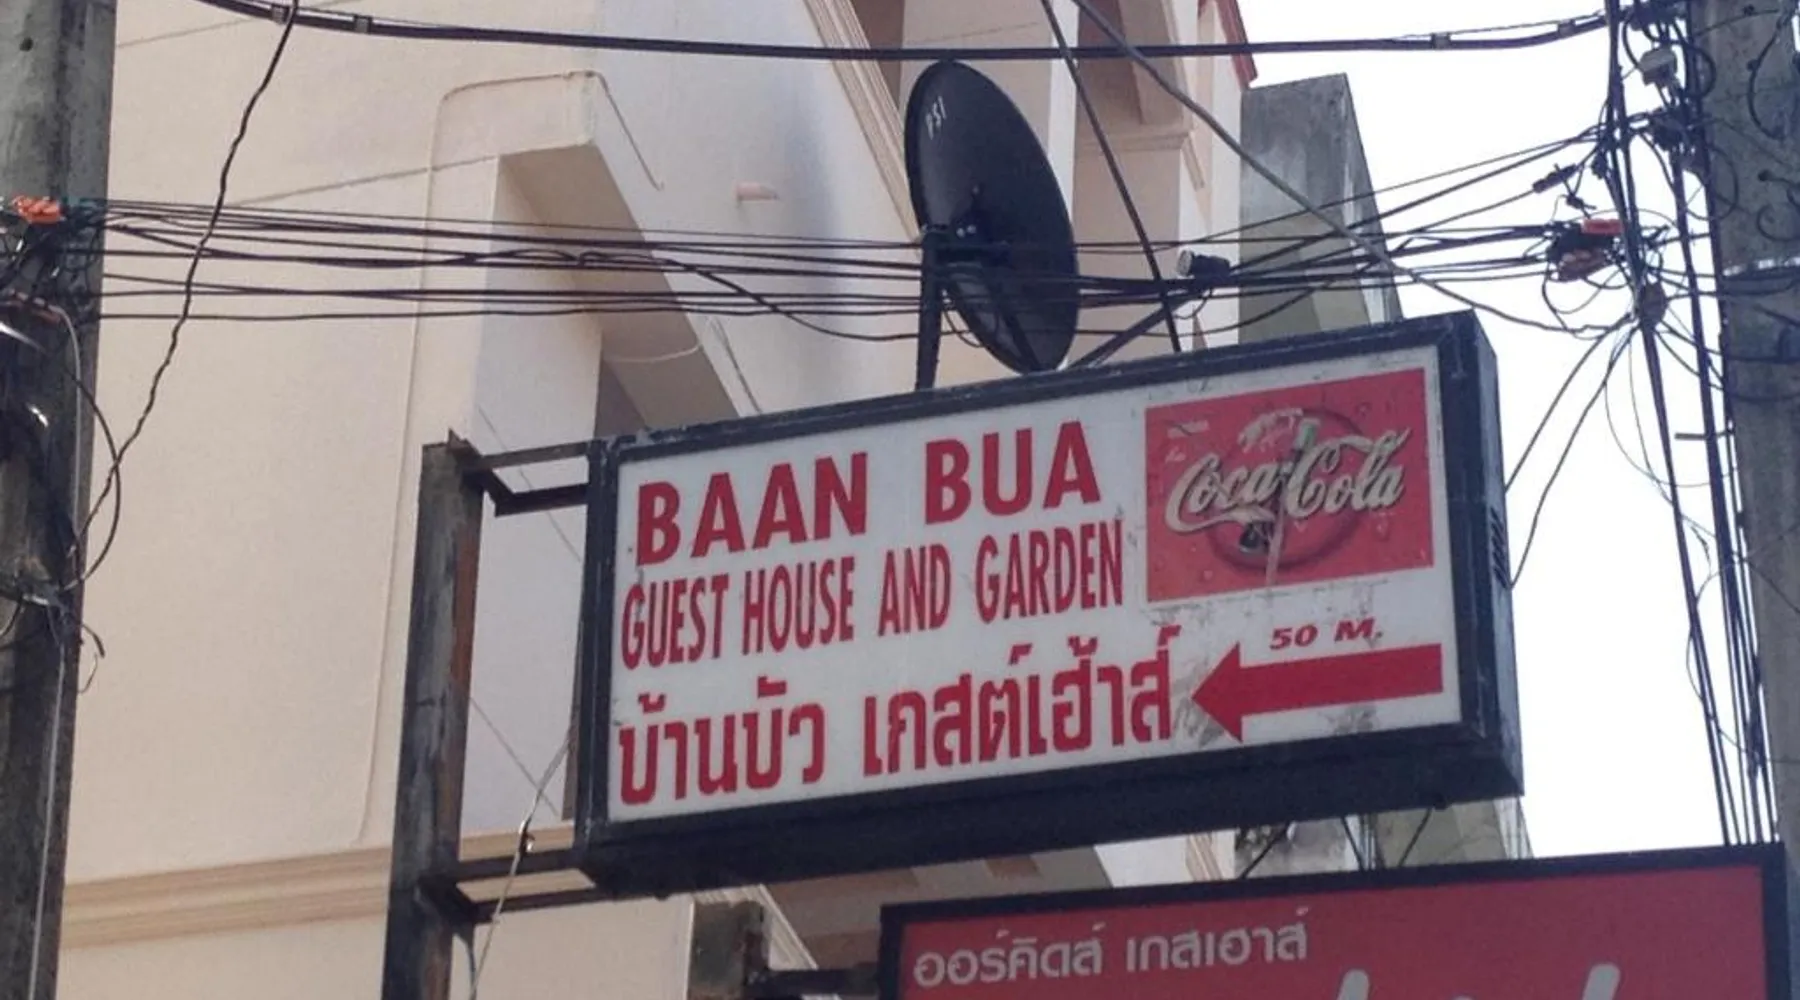 PSI
BAAN BUA
GUEST HOUSE AND GARDEN
บ้านบัว เกสต์เฮ้าส์
Coca-Cola
50 M.
ออร์คิดส์ เกสเฮาส์